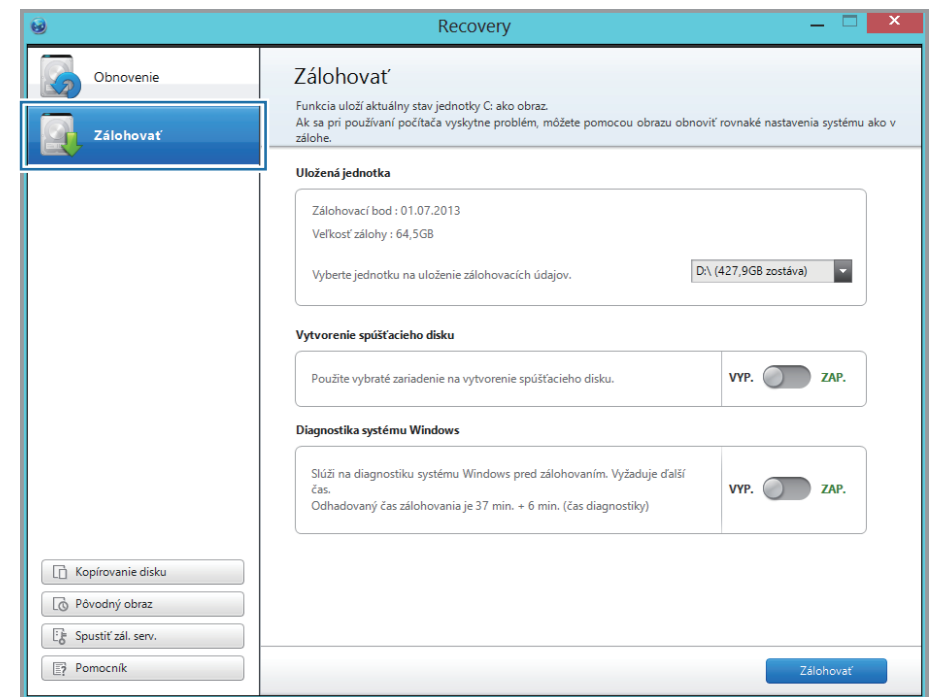 Recovery
Obnovenie
Zálohovať
Zálohovať
Funkcia uloží aktuálny stav jednotky C: ako obraz.
Ak sa pri používaní počítača vyskytne problém, môžete pomocou obrazu obnoviť rovnaké nastavenia systému ako v
zálohe.
Uložená jednotka
Zálohovací bod : 01.07.2013
Veľkosť zálohy : 64,5GB
Vyberte jednotku na uloženie zálohovacích údajov.
D:\ (427,9GB zostáva)
Vytvorenie spúšťacieho disku
Použite vybraté zariadenie na vytvorenie spúšťacieho disku.
VYP. ZAP.
Diagnostika systému Windows
Slúži na diagnostiku systému Windows pred zálohovaním. Vyžaduje ďalší
čas.
Odhadovaný čas zálohovania je 37 min. + 6 min. (čas diagnostiky)
VYP. ZAP.
Kopírovanie disku
Pôvodný obraz
Spustiť zál. serv.
Pomocník
Zálohovať